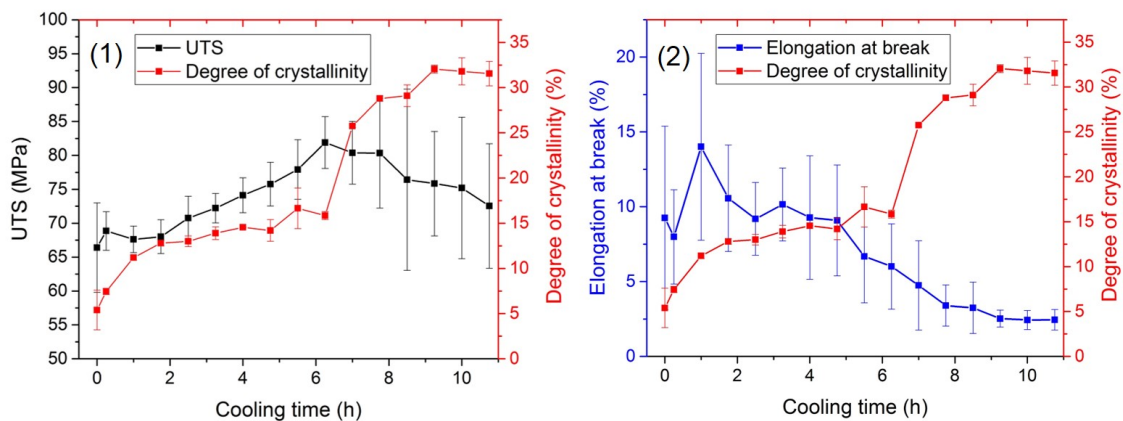 (1)
UTS
Degree of crystallinity
100
95
90
85
80
75
70
65
60
55
50
UTS (MPa)
35
30
25
20
15
10
5
0
Degree of crystallinity (%)
0 2 4 6 8 10
Cooling time (h)
(2)
Elongation at break
Degree of crystallinity
20
15
10
5
0
Elongation at break (%)
35
30
25
20
15
10
5
0
Degree of crystallinity (%)
0 2 4 6 8 10
Cooling time (h)